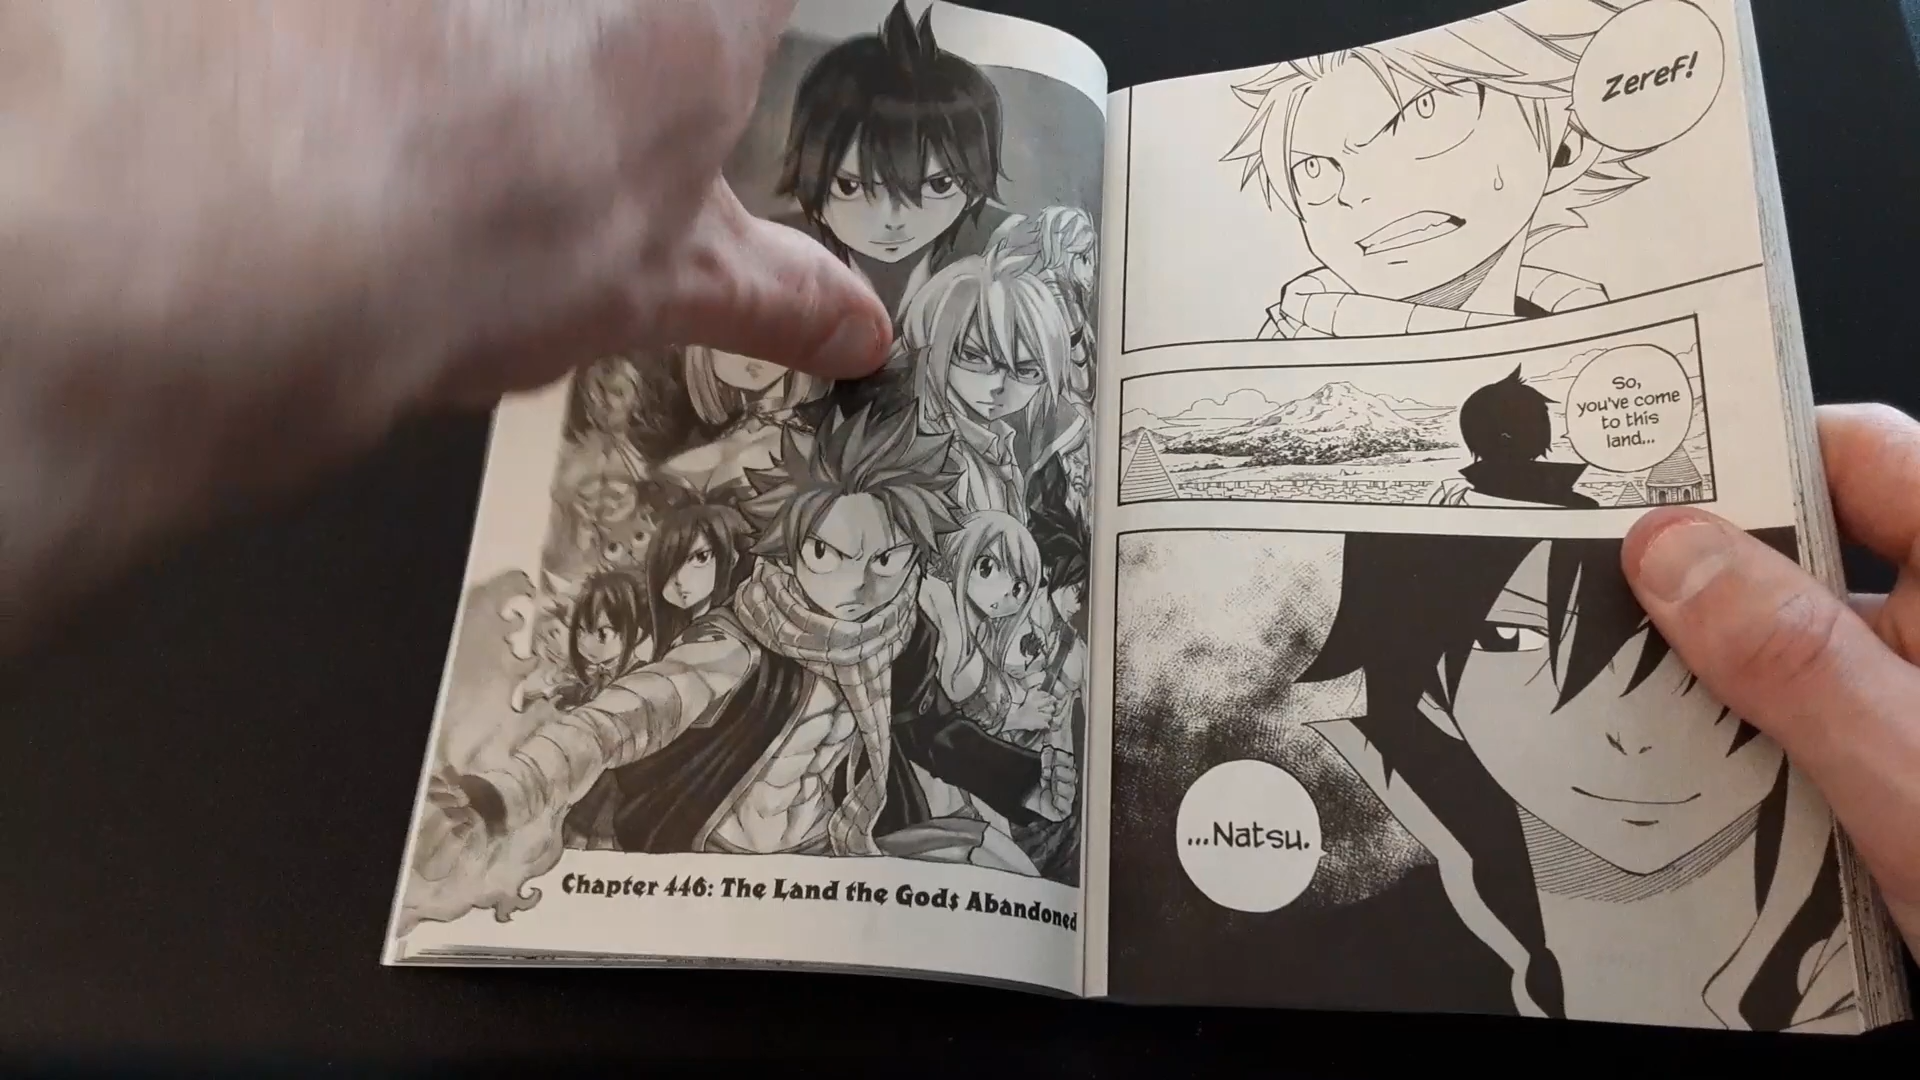 Chapter 446: The Land the Gods Abandoned
Zeref!
So,
you've come
to this
land...
...Natsu.